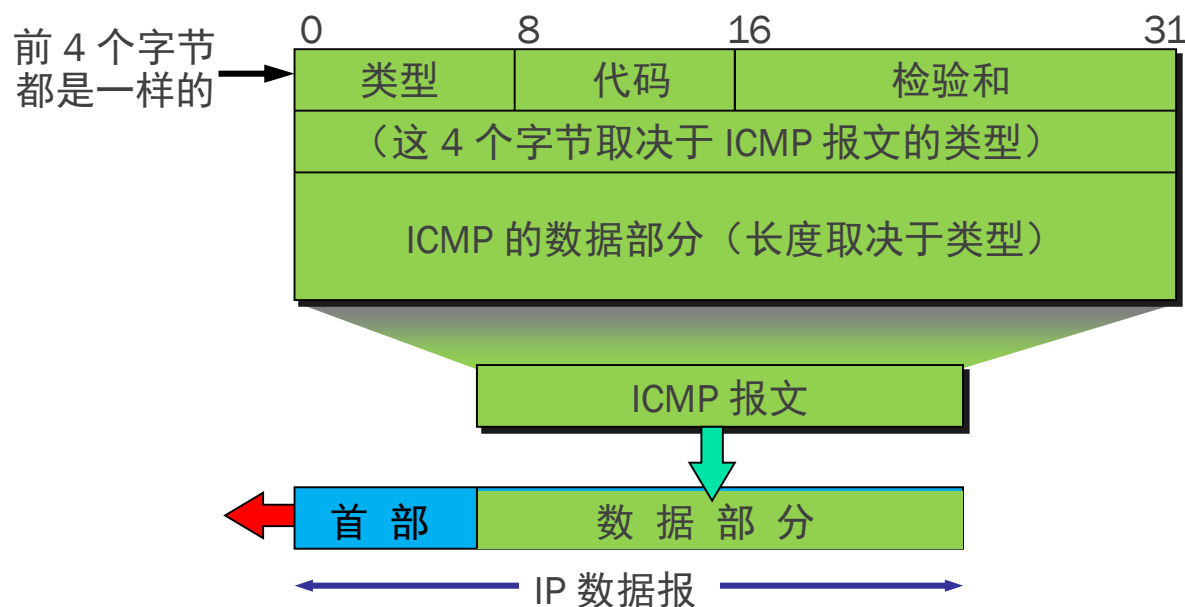 0 8 16 31
前 4 个字节
都是一样的
类型 代码 检验和
（这 4 个字节取决于 ICMP 报文的类型）
ICMP 的数据部分（长度取决于类型）
ICMP 报文
首 部 数 据 部 分
IP 数据报